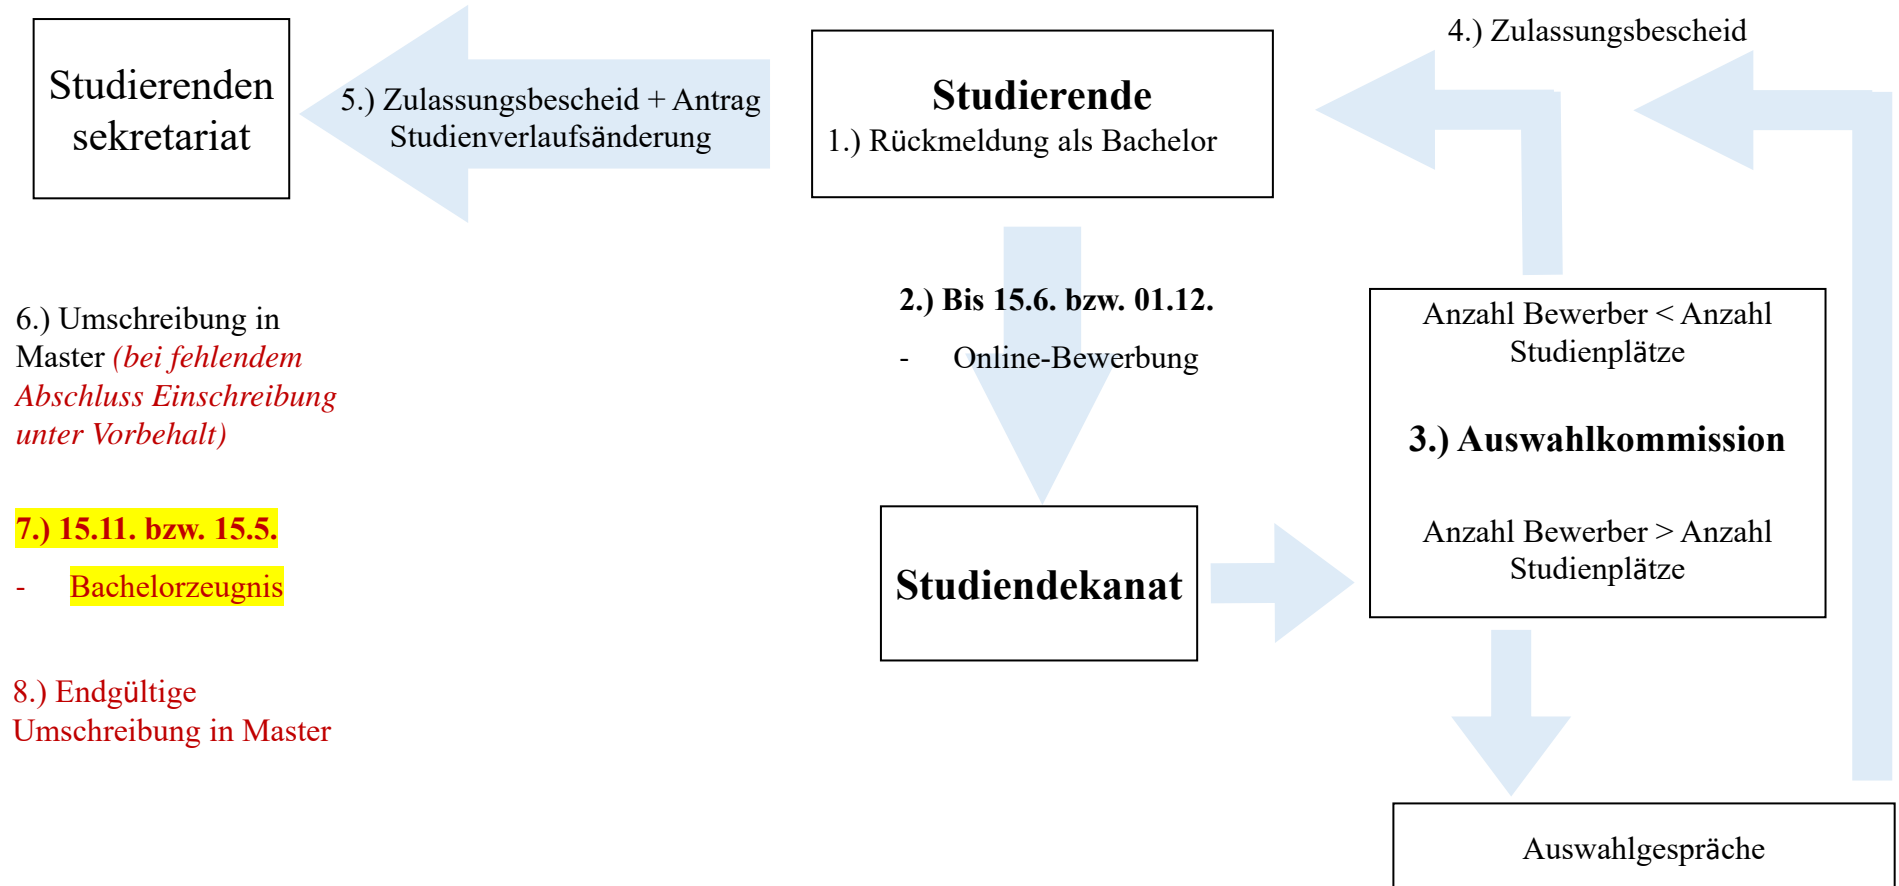 Studierenden
sekretariat
5.) Zulassungsbescheid + Antrag
Studienverlaufsänderung
Studierende
1.) Rückmeldung als Bachelor
4.) Zulassungsbescheid
2.) Bis 15.6. bzw. 01.12.
- Online-Bewerbung
Studiendekanat
Anzahl Bewerber < Anzahl
Studienplätze
3.) Auswahlkommission
Anzahl Bewerber > Anzahl
Studienplätze
Auswahlgespräche
6.) Umschreibung in
Master (bei fehlendem
Abschluss Einschreibung
unter Vorbehalt)
7.) 15.11. bzw. 15.5.
- Bachelorzeugnis
8.) Endgültige
Umschreibung in Master